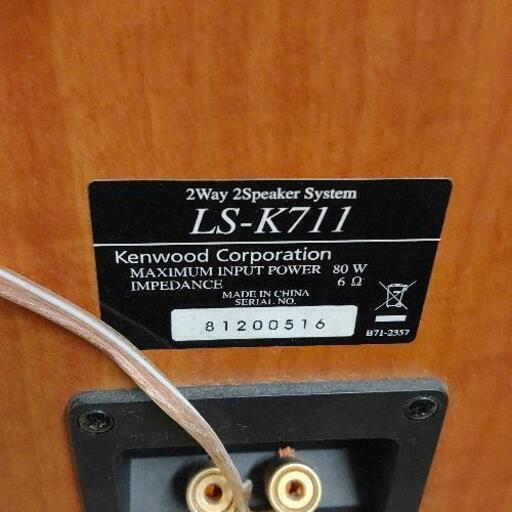 2Way 2Speaker System
LS-K711
Kenwood Corporation
MAXIMUM INPUT POWER 80 W
IMPEDANCE 6 Ω
MADE IN CHINA
SERIAL NO.
81200516
B71-2357